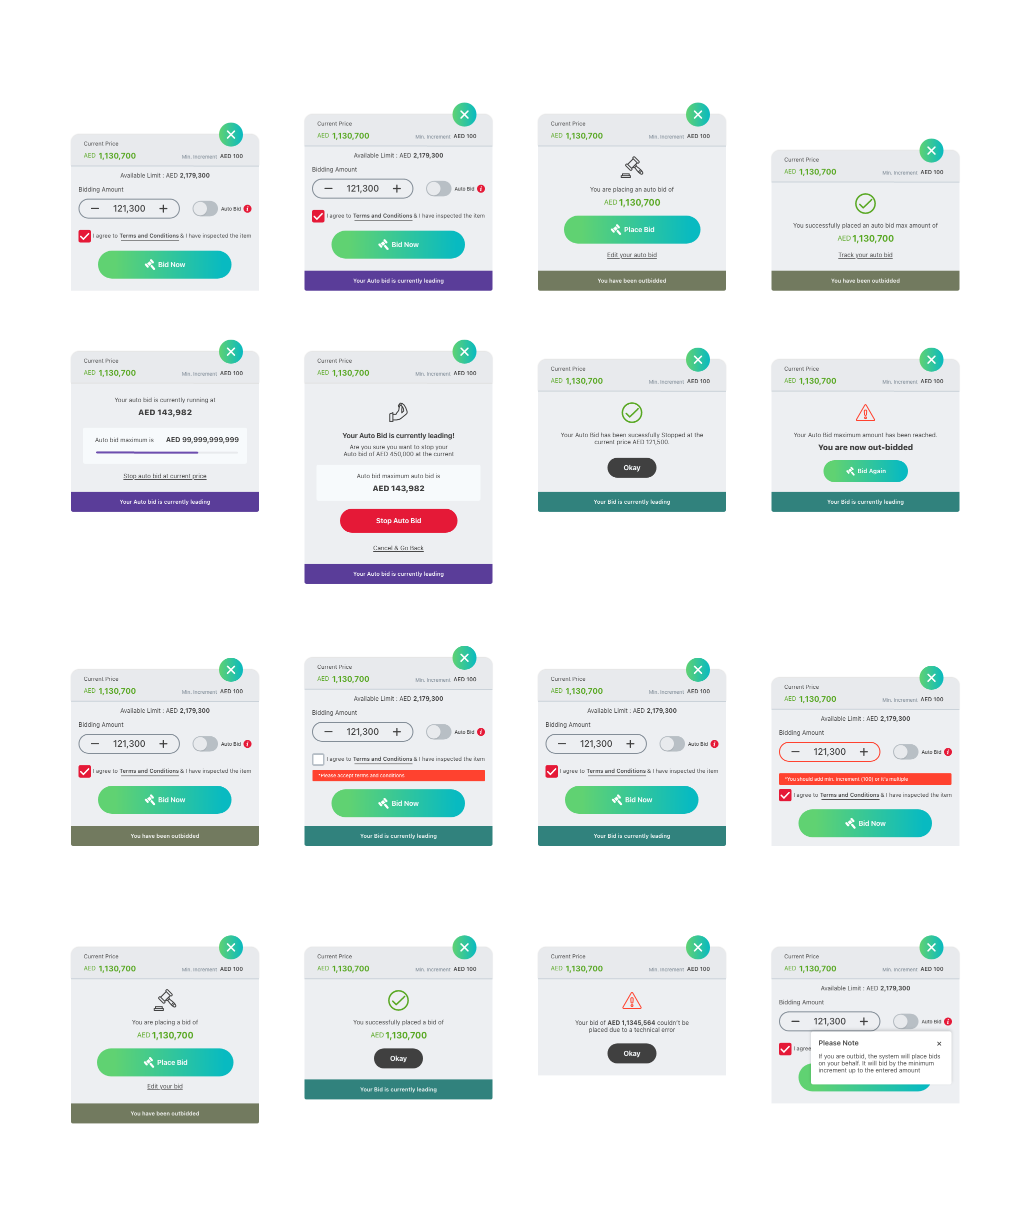 Current Price
AED 1,130,700
Min. Increment AED 100
Available Limit : AED 2,179,300
Bidding Amount
121,300
Auto Bid
I agree to Terms and Conditions & I have inspected the item
Bid Now
Current Price
AED 1,130,700
Min. Increment AED 100
Available Limit : AED 2,179,300
Bidding Amount
121,300
Auto Bid
I agree to Terms and Conditions & I have inspected the item
Bid Now
Your Auto bid is currently leading
Current Price
AED 1,130,700
Min. Increment AED 100
You are placing an auto bid of
AED 1,130,700
Place Bid
Edit your auto bid
You have been outbidded
Current Price
AED 1,130,700
Min. Increment AED 100
You successfully placed an auto bid max amount of
AED 1,130,700
Track your auto bid
You have been outbidded
Current Price
AED 1,130,700
Min. Increment AED 100
Your auto bid is currently running at
AED 143,982
Auto bid maximum is AED 99,999,999,999
Stop auto bid at current price
Your Auto bid is currently leading
Current Price
AED 1,130,700
Min. Increment AED 100
Your Auto Bid is currently leading!
Are you sure you want to stop your
Auto bid of AED 450,000 at the current
Auto bid maximum auto bid is
AED 143,982
Stop Auto Bid
Cancel & Go Back
Your Auto bid is currently leading
Current Price
AED 1,130,700
Min. Increment AED 100
Your Auto Bid has been sucessfully Stopped at the
current price AED 121,500.
Okay
Your Bid is currently leading
Current Price
AED 1,130,700
Min. Increment AED 100
Your Auto Bid maximum amount has been reached.
You are now out-bidded
Bid Again
Your Bid is currently leading
Current Price
AED 1,130,700
Min. Increment AED 100
Available Limit : AED 2,179,300
Bidding Amount
121,300
Auto Bid
I agree to Terms and Conditions & I have inspected the item
Bid Now
You have been outbidded
Current Price
AED 1,130,700
Min. Increment AED 100
Available Limit : AED 2,179,300
Bidding Amount
121,300
Auto Bid
I agree to Terms and Conditions & I have inspected the item
*Please accept terms and conditions
Bid Now
Your Bid is currently leading
Current Price
AED 1,130,700
Min. Increment AED 100
Available Limit : AED 2,179,300
Bidding Amount
121,300
Auto Bid
I agree to Terms and Conditions & I have inspected the item
Bid Now
Your Bid is currently leading
Current Price
AED 1,130,700
Min. Increment AED 100
Available Limit : AED 2,179,300
Bidding Amount
121,300
Auto Bid
*You should add min. increment (100) or it's multiple
I agree to Terms and Conditions & I have inspected the item
Bid Now
Current Price
AED 1,130,700
Min. Increment AED 100
You are placing a bid of
AED 1,130,700
Place Bid
Edit your bid
You have been outbidded
Current Price
AED 1,130,700
Min. Increment AED 100
You successfully placed a bid of
AED 1,130,700
Okay
Your Bid is currently leading
Current Price
AED 1,130,700
Min. Increment AED 100
Your bid of AED 1,1345,564 couldn't be
placed due to a technical error
Okay
Current Price
AED 1,130,700
Min. Increment AED 100
Available Limit : AED 2,179,300
Bidding Amount
121,300
Auto Bid
I agree
Please Note
If you are outbid, the system will place bids
on your behalf. It will bid by the minimum
increment up to the entered amount